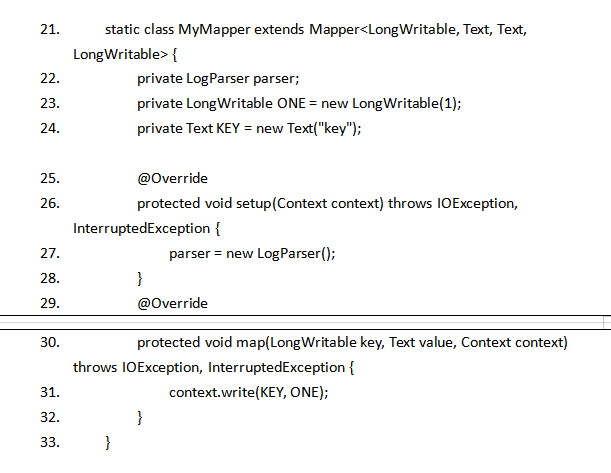 21. static class MyMapper extends Mapper<LongWritable, Text, Text,
LongWritable> {
22. private LogParser parser;
23. private LongWritable ONE = new LongWritable(1);
24. private Text KEY = new Text("key");
25. @Override
26. protected void setup(Context context) throws IOException,
InterruptedException {
27. parser = new LogParser();
28. }
29. @Override
30. protected void map(LongWritable key, Text value, Context context)
throws IOException, InterruptedException {
31. context.write(KEY, ONE);
32. }
33. }